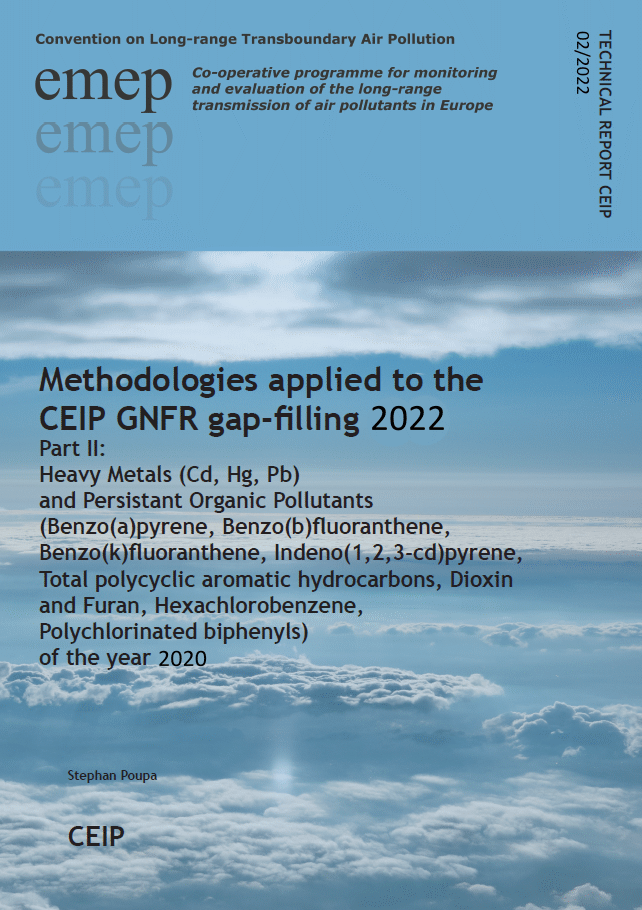 Convention on Long-range Transboundary Air Pollution
emep
emep
emep
Co-operative programme for monitoring
and evaluation of the long-range
transmission of air pollutants in Europe
TECHNICAL REPORT CEIP
02/2022
Methodologies applied to the
CEIP GNFR gap-filling 2022
Part II:
Heavy Metals (Cd, Hg, Pb)
and Persistant Organic Pollutants
(Benzo(a)pyrene, Benzo(b)fluoranthene,
Benzo(k)fluoranthene, Indeno(1,2,3-cd)pyrene,
Total polycyclic aromatic hydrocarbons, Dioxin
and Furan, Hexachlorobenzene,
Polychlorinated biphenyls)
of the year 2020
Stephan Poupa
CEIP